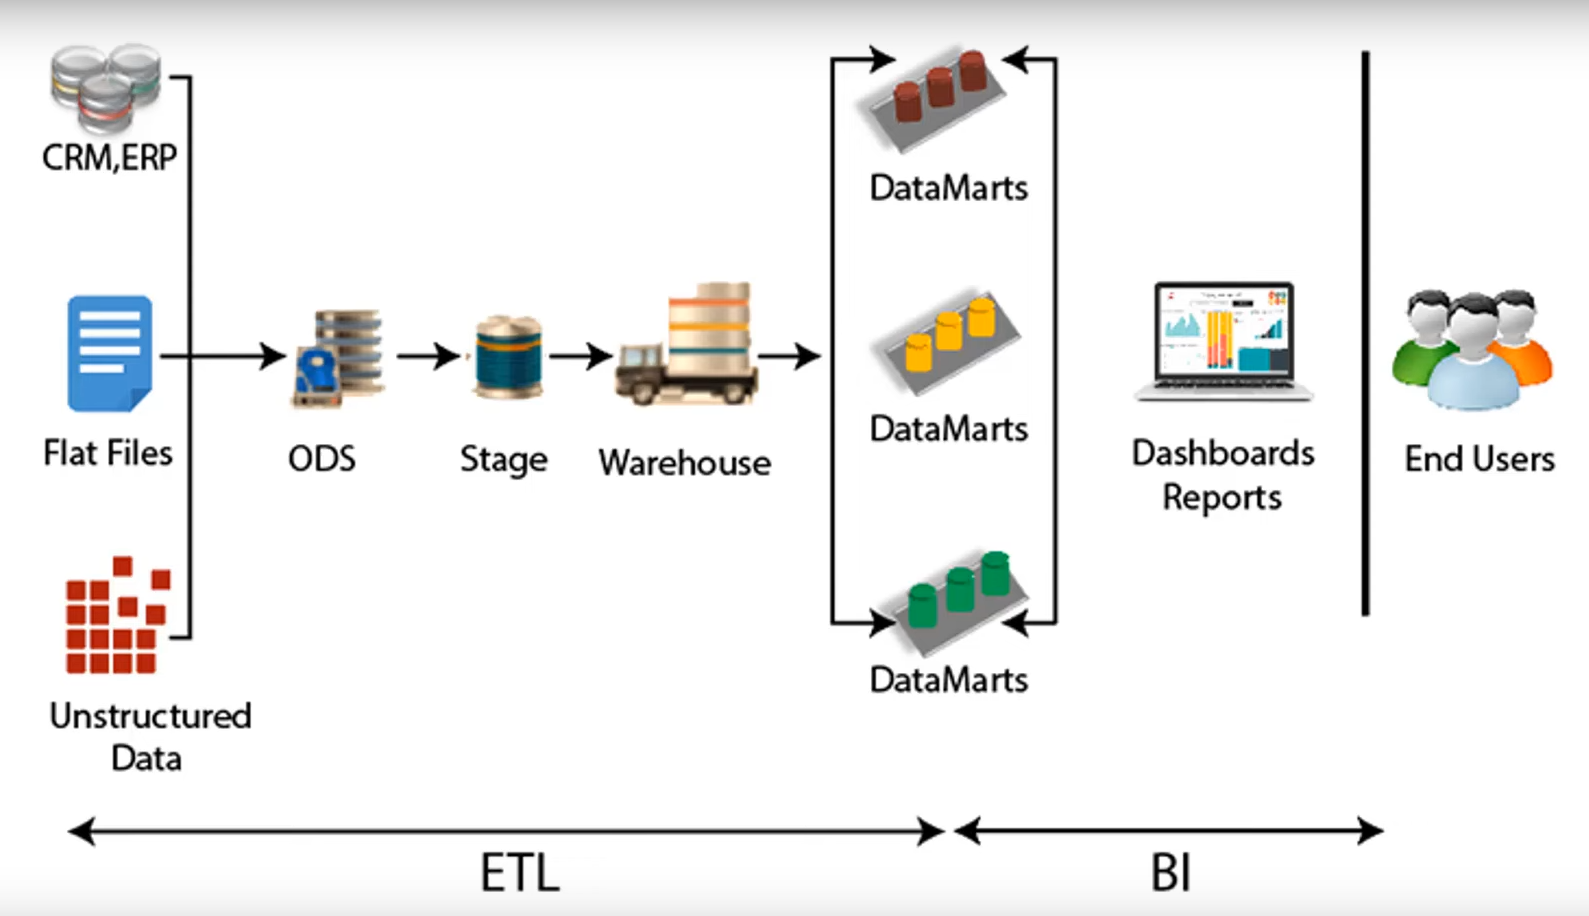 CRM,ERP
Flat Files
Unstructured
Data
ODS
Stage
Warehouse
DataMarts
DataMarts
DataMarts
Dashboards
Reports
End Users
ETL
BI